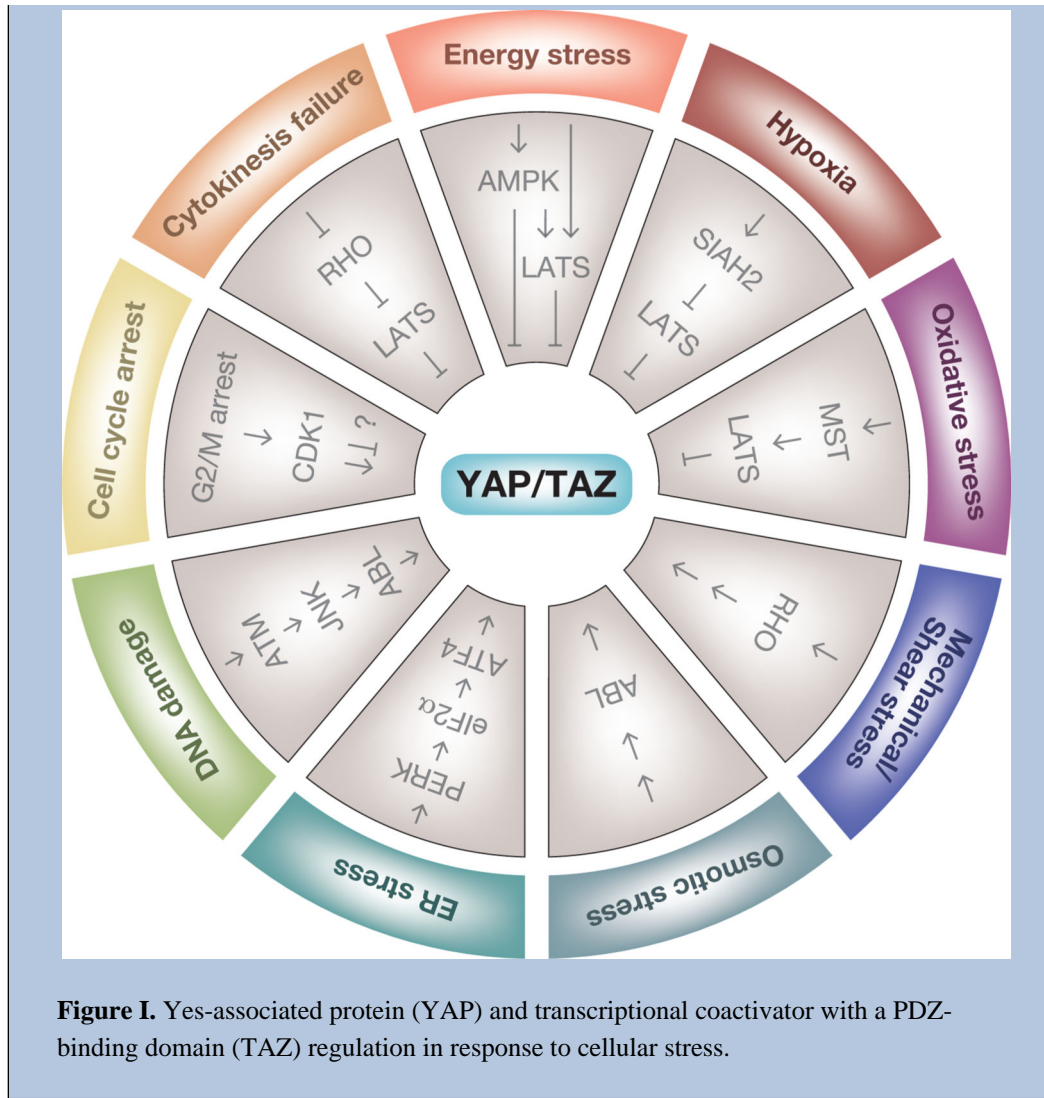 Energy stress
AMPK
LATS
Hypoxia
SIAH2
LATS
Oxidative stress
MST
LATS
Mechanical/
Shear stress
RHO
Osmotic stress
ABL
ER stress
PERK
eIF2α
ATF4
DNA damage
ATM
JNK
ABL
Cell cycle arrest
G2/M arrest
CDK1
?
Cytokinesis failure
RHO
LATS
YAP/TAZ
Figure I. Yes-associated protein (YAP) and transcriptional coactivator with a PDZ-
binding domain (TAZ) regulation in response to cellular stress.